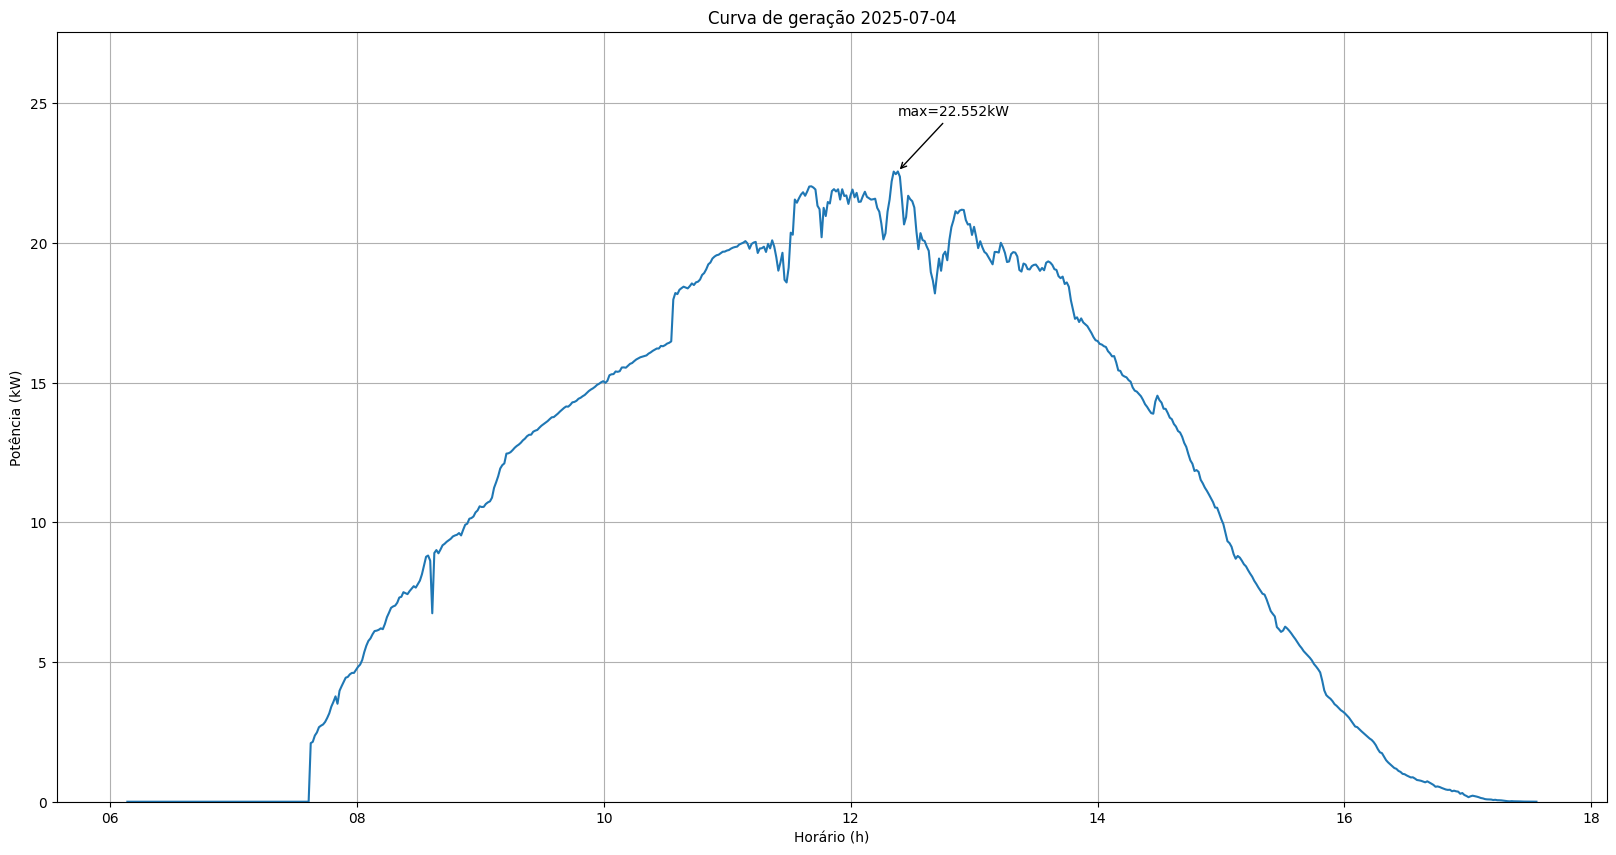 Curva de geração 2025-07-04
25
max=22.552kW
20
15
10
5
0
Potência (kW)
06 08 10 12 14 16 18
Horário (h)